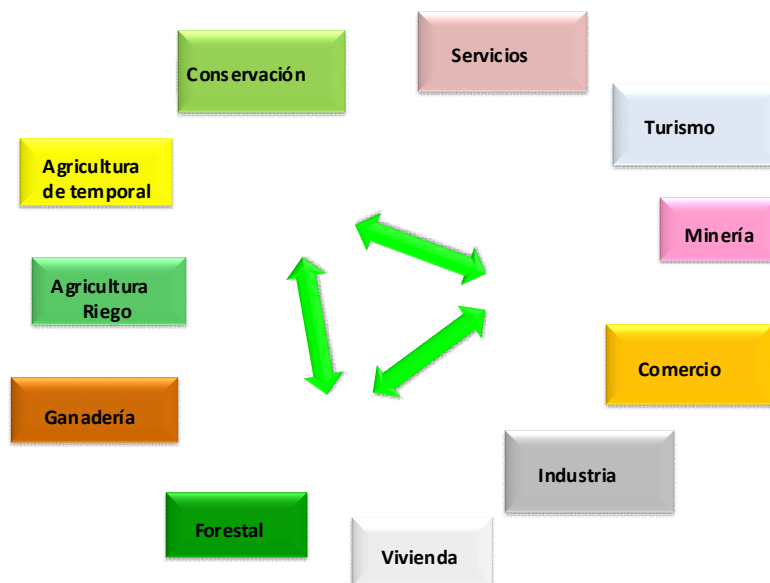 Servicios
Conservación
Turismo
Agricultura
de temporal
Minería
Agricultura
Riego
Comercio
Ganadería
Industria
Forestal
Vivienda